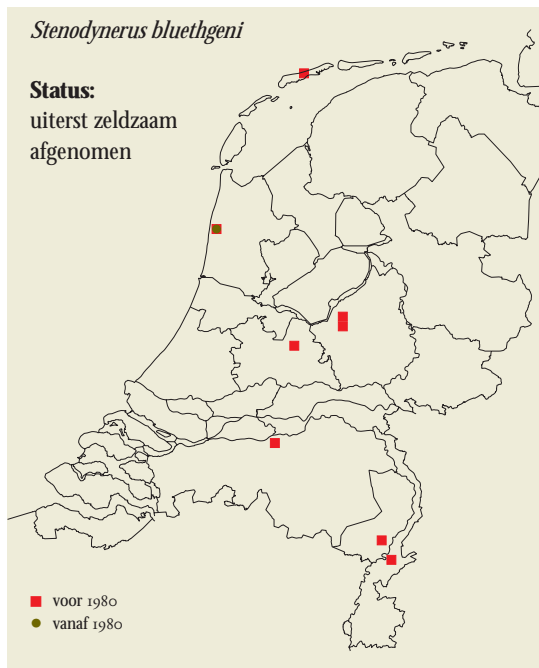 Stenodynerus bluethgeni
Status:
uiterst zeldzaam
afgenomen
voor 1980
vanaf 1980